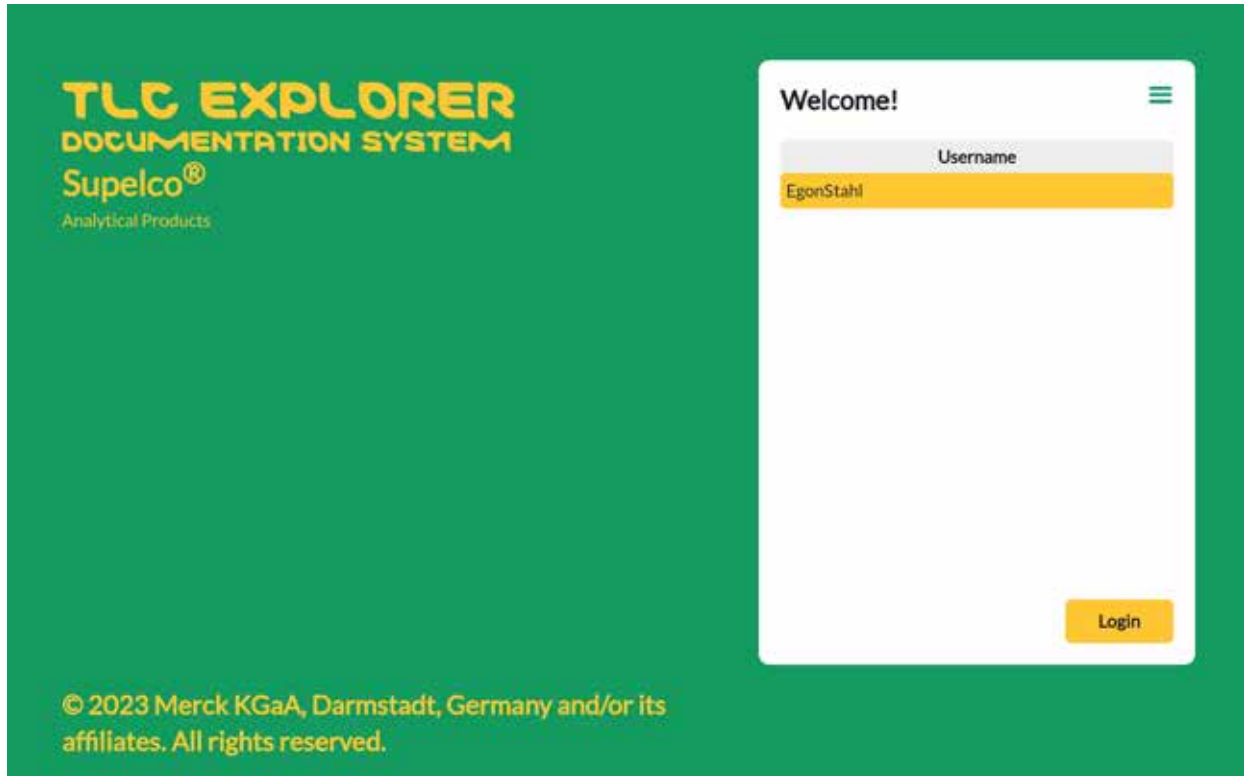 TLC EXPLORER
DOCUMENTATION SYSTEM
Supelco®
Analytical Products
Welcome!
Username
EgonStahl
Login
© 2023 Merck KGaA, Darmstadt, Germany and/or its
affiliates. All rights reserved.